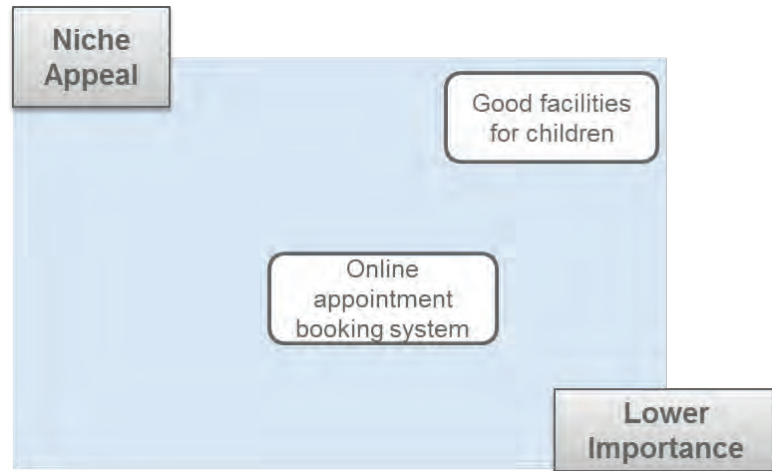 Niche
Appeal
Good facilities
for children
Online
appointment
booking system
Lower
Importance